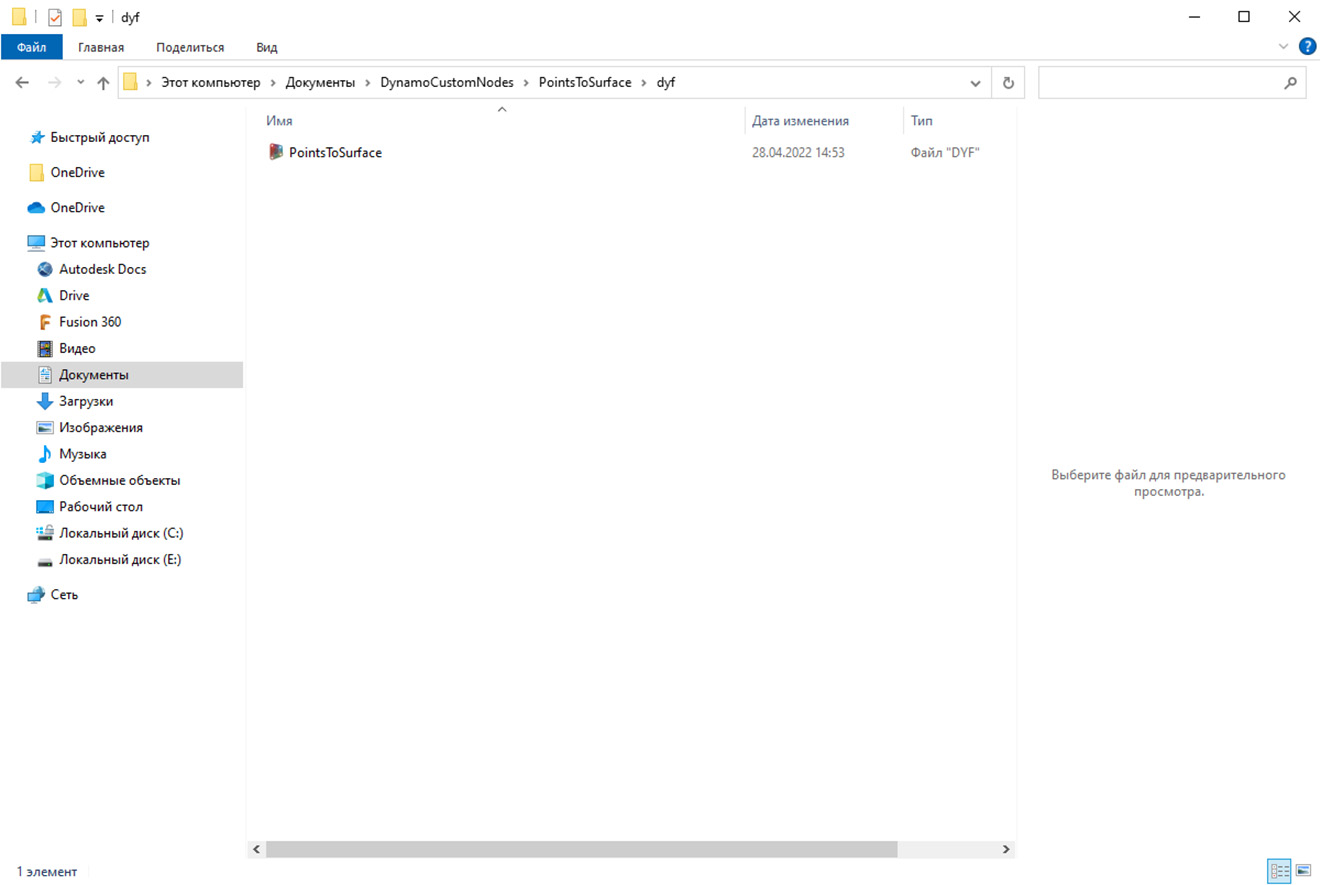 dyf
Файл Главная Поделиться Вид
Этот компьютер Документы DynamoCustomNodes PointsToSurface dyf
Имя Дата изменения Тип
PointsToSurface 28.04.2022 14:53 Файл "DYF"
Быстрый доступ
OneDrive
OneDrive
Этот компьютер
Autodesk Docs
Drive
Fusion 360
Видео
Документы
Загрузки
Изображения
Музыка
Объемные объекты
Рабочий стол
Локальный диск (C:)
Локальный диск (E:)
Сеть
Выберите файл для предварительного
просмотра.
1 элемент